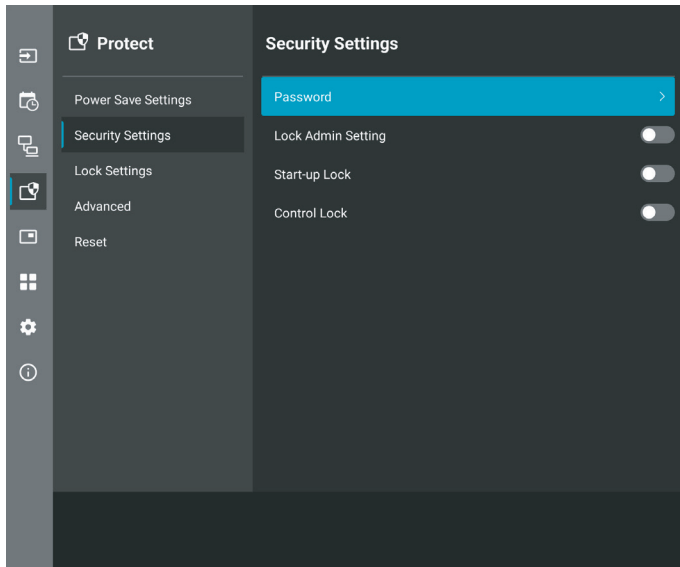 Protect
Power Save Settings
Security Settings
Lock Settings
Advanced
Reset
Security Settings
Password
Lock Admin Setting
Start-up Lock
Control Lock